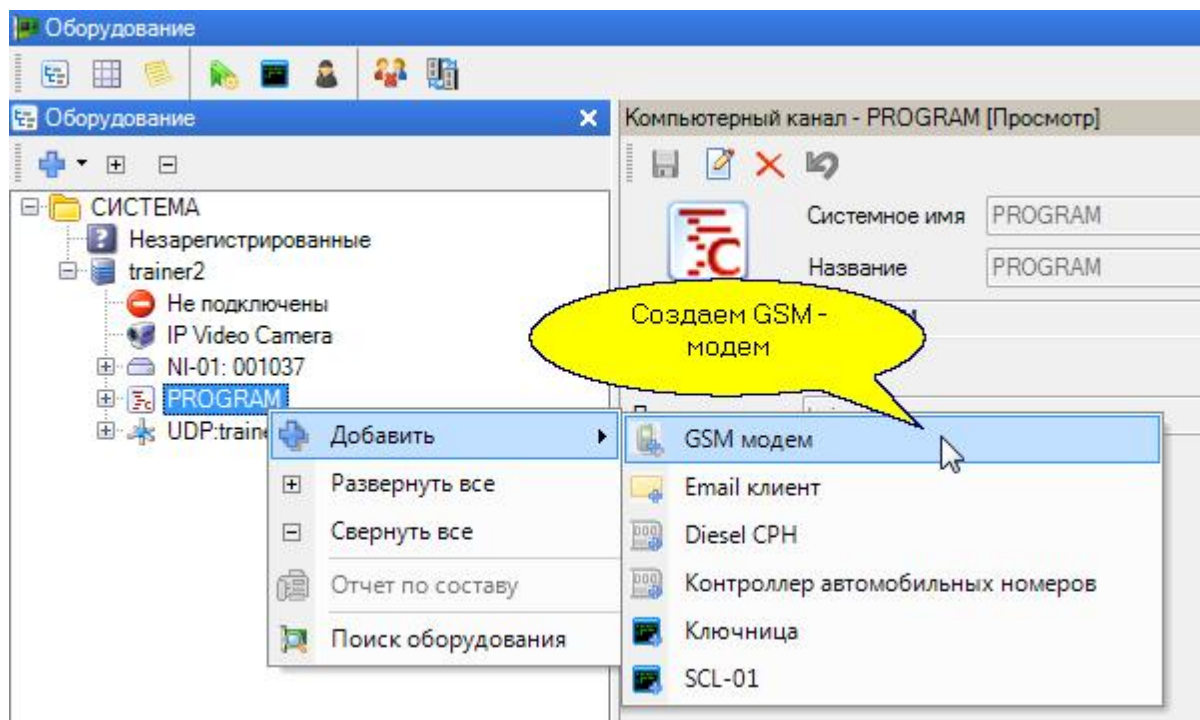 Оборудование
Оборудование
Компьютерный канал - PROGRAM [Просмотр]
СИСТЕМА
Незарегистрированные
trainer2
Не подключены
IP Video Camera
NI-01: 001037
PROGRAM
UDP:traine
Системное имя PROGRAM
Название PROGRAM
Создаем GSM-
модем
Добавить
Развернуть все
Свернуть все
Отчет по составу
Поиск оборудования
GSM модем
Email клиент
Diesel CPH
Контроллер автомобильных номеров
Ключница
SCL-01